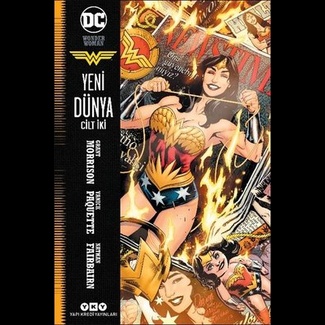 DC
WONDER
WOMAN
YENİ
DÜNYA
CİLT İKİ
GRANT
MORRISON
YANICK
PAQUETTE
NATHAN
FAIRBAIRN
YKY
YAPI KREDİ YAYINLARI